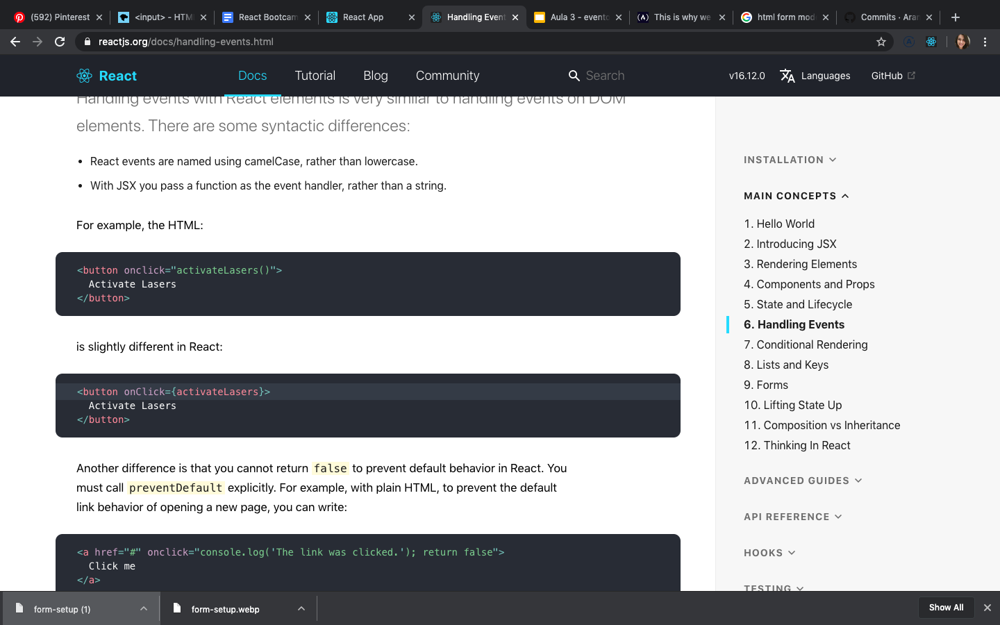 (592) Pinterest
<input> - HTM
React Bootcam
React App
Handling Event
Aula 3 - evento
This is why we
html form mod
Commits · Aran
reactjs.org/docs/handling-events.html
React
Docs
Tutorial
Blog
Community
Search
v16.12.0
Languages
GitHub
Handling events with React elements is very similar to handling events on DOM
elements. There are some syntactic differences:
• React events are named using camelCase, rather than lowercase.
• With JSX you pass a function as the event handler, rather than a string.
For example, the HTML:
<button onclick="activateLasers()">
  Activate Lasers
</button>
is slightly different in React:
<button onClick={activateLasers}>
  Activate Lasers
</button>
Another difference is that you cannot return false to prevent default behavior in React. You
must call preventDefault explicitly. For example, with plain HTML, to prevent the default
link behavior of opening a new page, you can write:
<a href="#" onclick="console.log('The link was clicked.'); return false">
  Click me
</a>
INSTALLATION
MAIN CONCEPTS
1. Hello World
2. Introducing JSX
3. Rendering Elements
4. Components and Props
5. State and Lifecycle
6. Handling Events
7. Conditional Rendering
8. Lists and Keys
9. Forms
10. Lifting State Up
11. Composition vs Inheritance
12. Thinking In React
ADVANCED GUIDES
API REFERENCE
HOOKS
TESTING
form-setup (1)
form-setup.webp
Show All